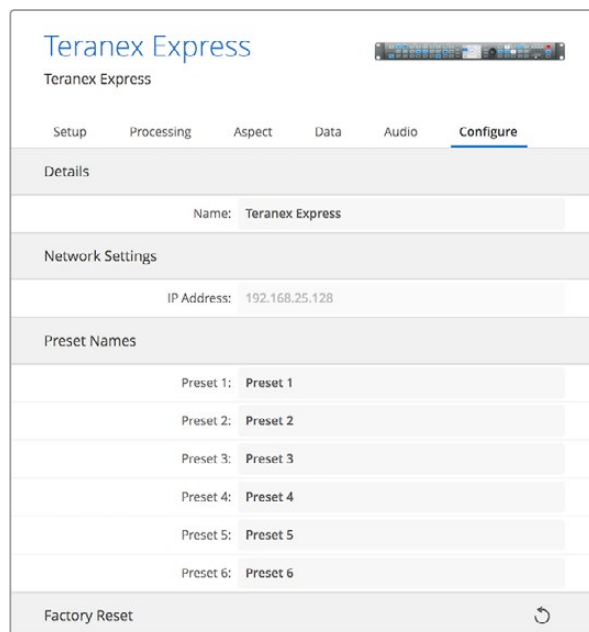 Teranex Express
Teranex Express
Setup Processing Aspect Data Audio Configure
Details
Name: Teranex Express
Network Settings
IP Address: 192.168.25.128
Preset Names
Preset 1: Preset 1
Preset 2: Preset 2
Preset 3: Preset 3
Preset 4: Preset 4
Preset 5: Preset 5
Preset 6: Preset 6
Factory Reset